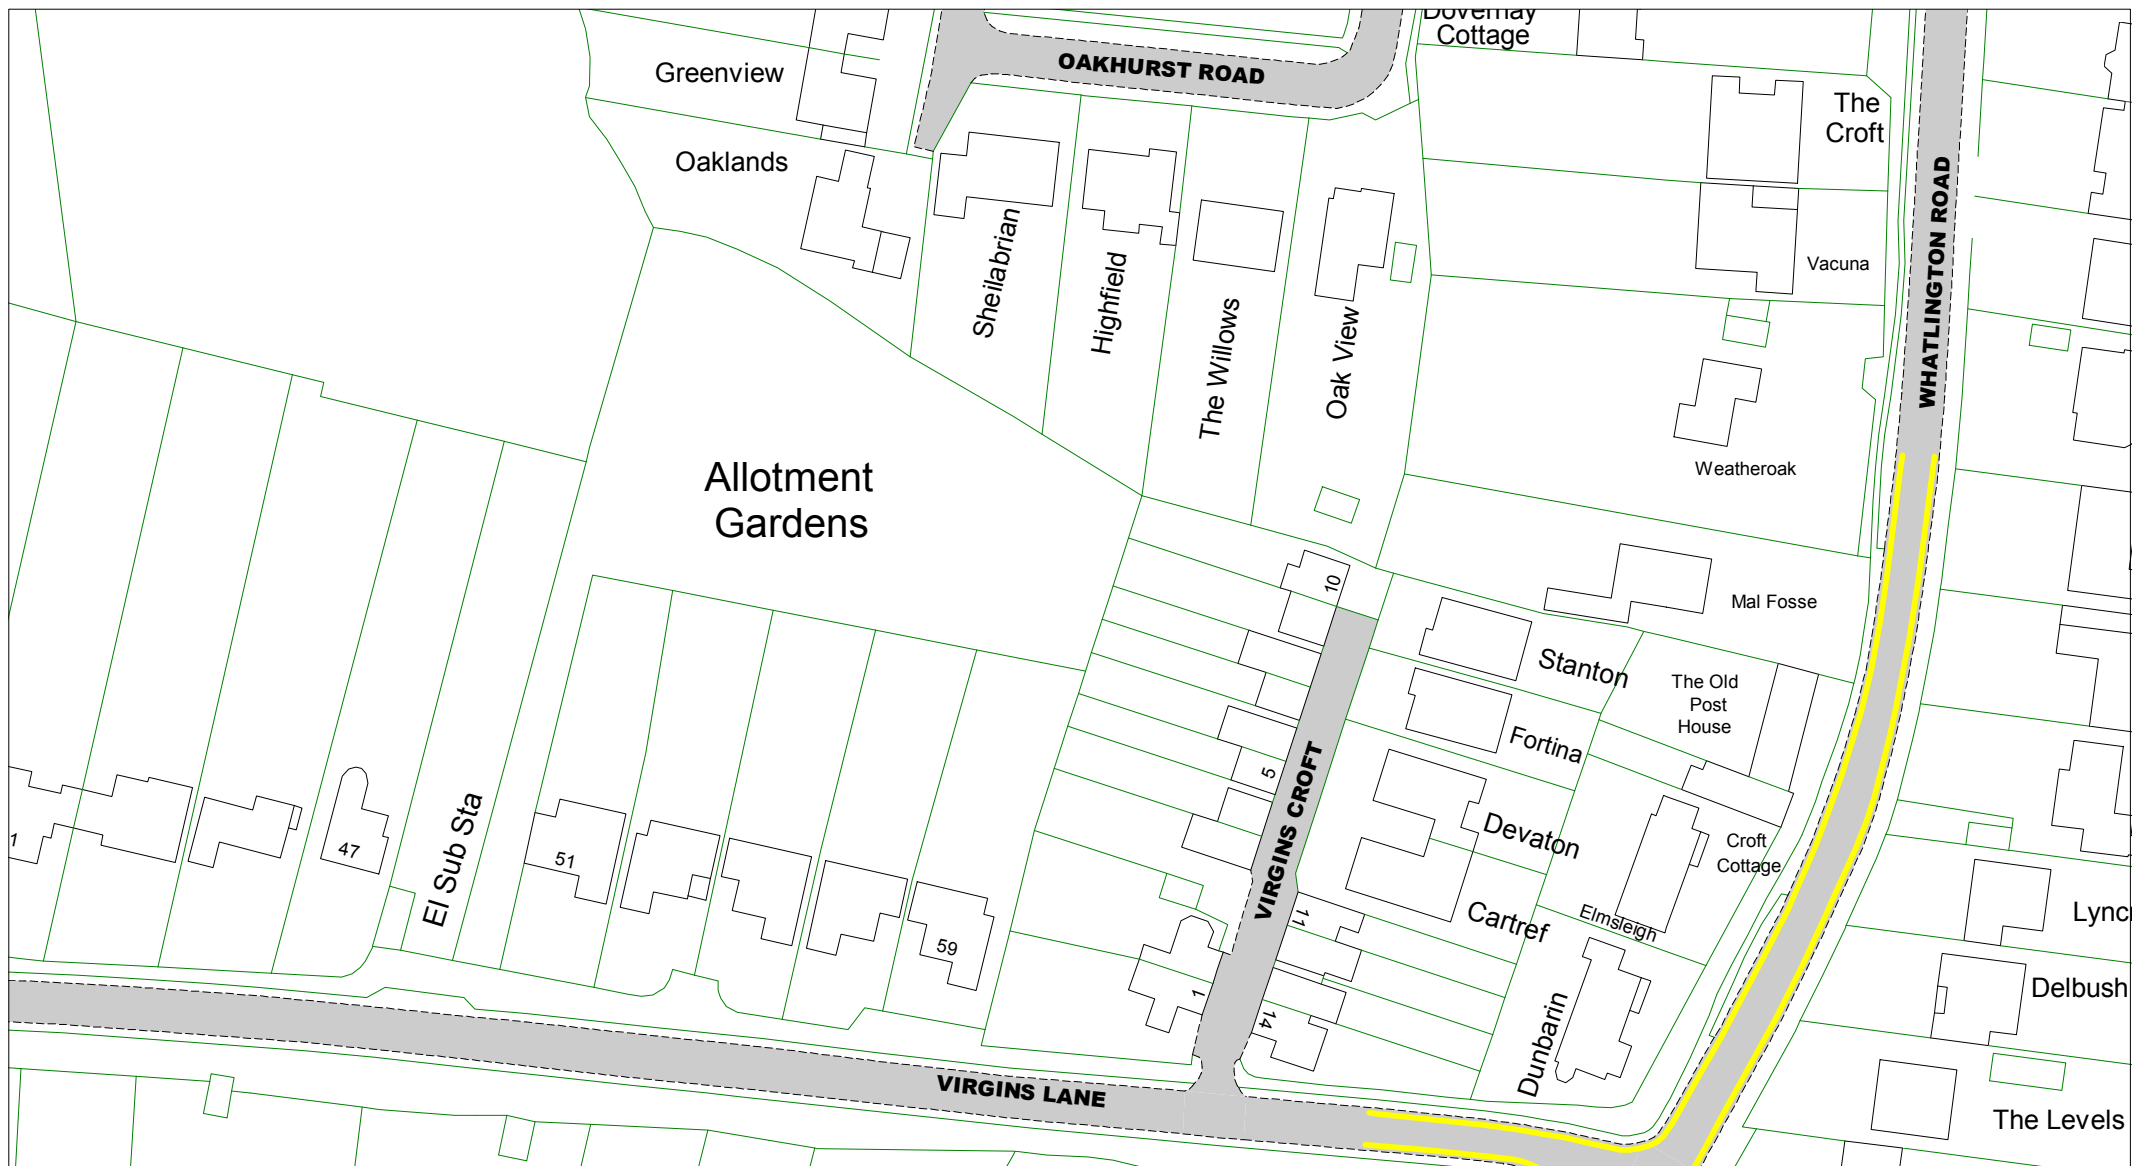 Dovernay
Cottage
OAKHURST ROAD
Greenview
The
Croft
Oaklands
WHATLINGTON ROAD
Sheilabrian
Highfield
The Willows
Oak View
Vacuna
Weatheroak
Allotment
Gardens
10
Mal Fosse
Stanton
The Old
Post
House
Fortina
5
VIRGINS CROFT
Devaton
Croft
Cottage
1
47
51
El Sub Sta
59
11
Cartref
Elmsleigh
Lync
1
14
Dunbarin
Delbush
VIRGINS LANE
The Levels